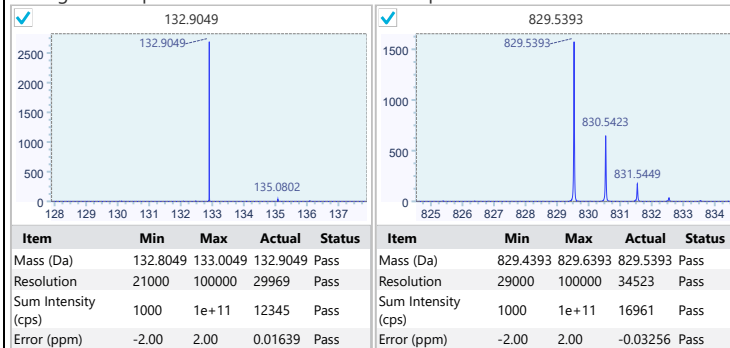 132.9049
132.9049
2500
2000
1500
1000
500
0
135.0802
128 129 130 131 132 133 134 135 136 137
Item Min Max Actual Status
Mass (Da) 132.8049 133.0049 132.9049 Pass
Resolution 21000 100000 29969 Pass
Sum Intensity
(cps) 1000 1e+11 12345 Pass
Error (ppm) -2.00 2.00 0.01639 Pass
829.5393
829.5393
1500
1000
500
0
830.5423
831.5449
825 826 827 828 829 830 831 832 833 834
Item Min Max Actual Status
Mass (Da) 829.4393 829.6393 829.5393 Pass
Resolution 29000 100000 34523 Pass
Sum Intensity
(cps) 1000 1e+11 16961 Pass
Error (ppm) -2.00 2.00 -0.03256 Pass